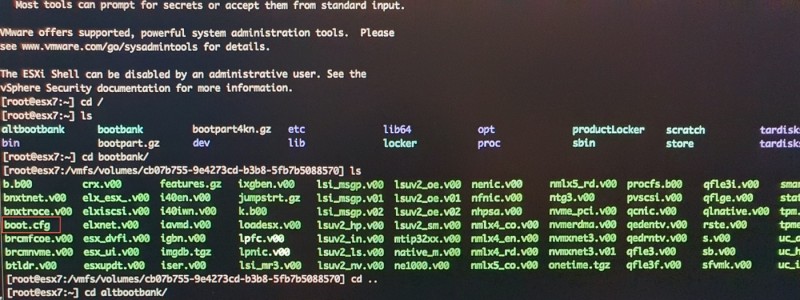 Most tools can prompt for secrets or accept them from standard input.
VMware offers supported, powerful system administration tools. Please
see www.vmware.com/go/sysadmintools for details.
The ESXi Shell can be disabled by an administrative user. See the
vSphere Security documentation for more information.
[root@esx7:~] cd /
[root@esx7:~] ls
altbootbank bootbank bootpart4kn.gz etc lib64 opt productLocker scratch tardisks
bin bootpart.gz dev lib locker proc sbin store tardisks
[root@esx7:~] cd bootbank/
[root@esx7:/vmfs/volumes/cb07b755-9e4273cd-b3b8-5fb7b5088570] ls
b.b00 crx.v00 features.gz ixgben.v00 lsi_msgp.v00 lsuv2_oe.v00 nenic.v00 nmlx5_rd.v00 procfs.b00 qfle3i.v00
bnxtnet.v00 elx_esx_.v00 i40en.v00 jumpstrt.gz lsi_msgp.v01 lsuv2_oe.v01 nfnic.v00 ntg3.v00 pvscsi.v00 qflge.v00
bnxtroce.v00 elxiscsi.v00 i40iwn.v00 k.b00 lsi_msgp.v02 lsuv2_oe.v02 nhpsa.v00 nvme_pci.v00 qcnic.v00 qlnative.v00
boot.cfg elxnet.v00 iavmd.v00 loadesx.v00 lsuv2_hp.v00 lsuv2_sm.v00 nmlx4_co.v00 nvmerdma.v00 qedentv.v00 rste.v00
brcmfcoe.v00 esx_dvfi.v00 igbn.v00 lpfc.v00 lsuv2_in.v00 mtip32xx.v00 nmlx4_en.v00 nvmxnet3.v00 qedrntv.v00 s.v00
brcmnvme.v00 esx_ui.v00 imgdb.tgz lpnic.v00 lsuv2_ls.v00 native_m.v00 nmlx4_rd.v00 nvmxnet3.v01 qfle3.v00 sb.v00
btldr.v00 esxupdt.v00 iser.v00 lsi_mr3.v00 lsuv2_nv.v00 ne1000.v00 nmlx5_co.v00 onetime.tgz qfle3f.v00 sfvmk.v00
[root@esx7:/vmfs/volumes/cb07b755-9e4273cd-b3b8-5fb7b5088570] cd ..
[root@esx7:/] cd altbootbank/